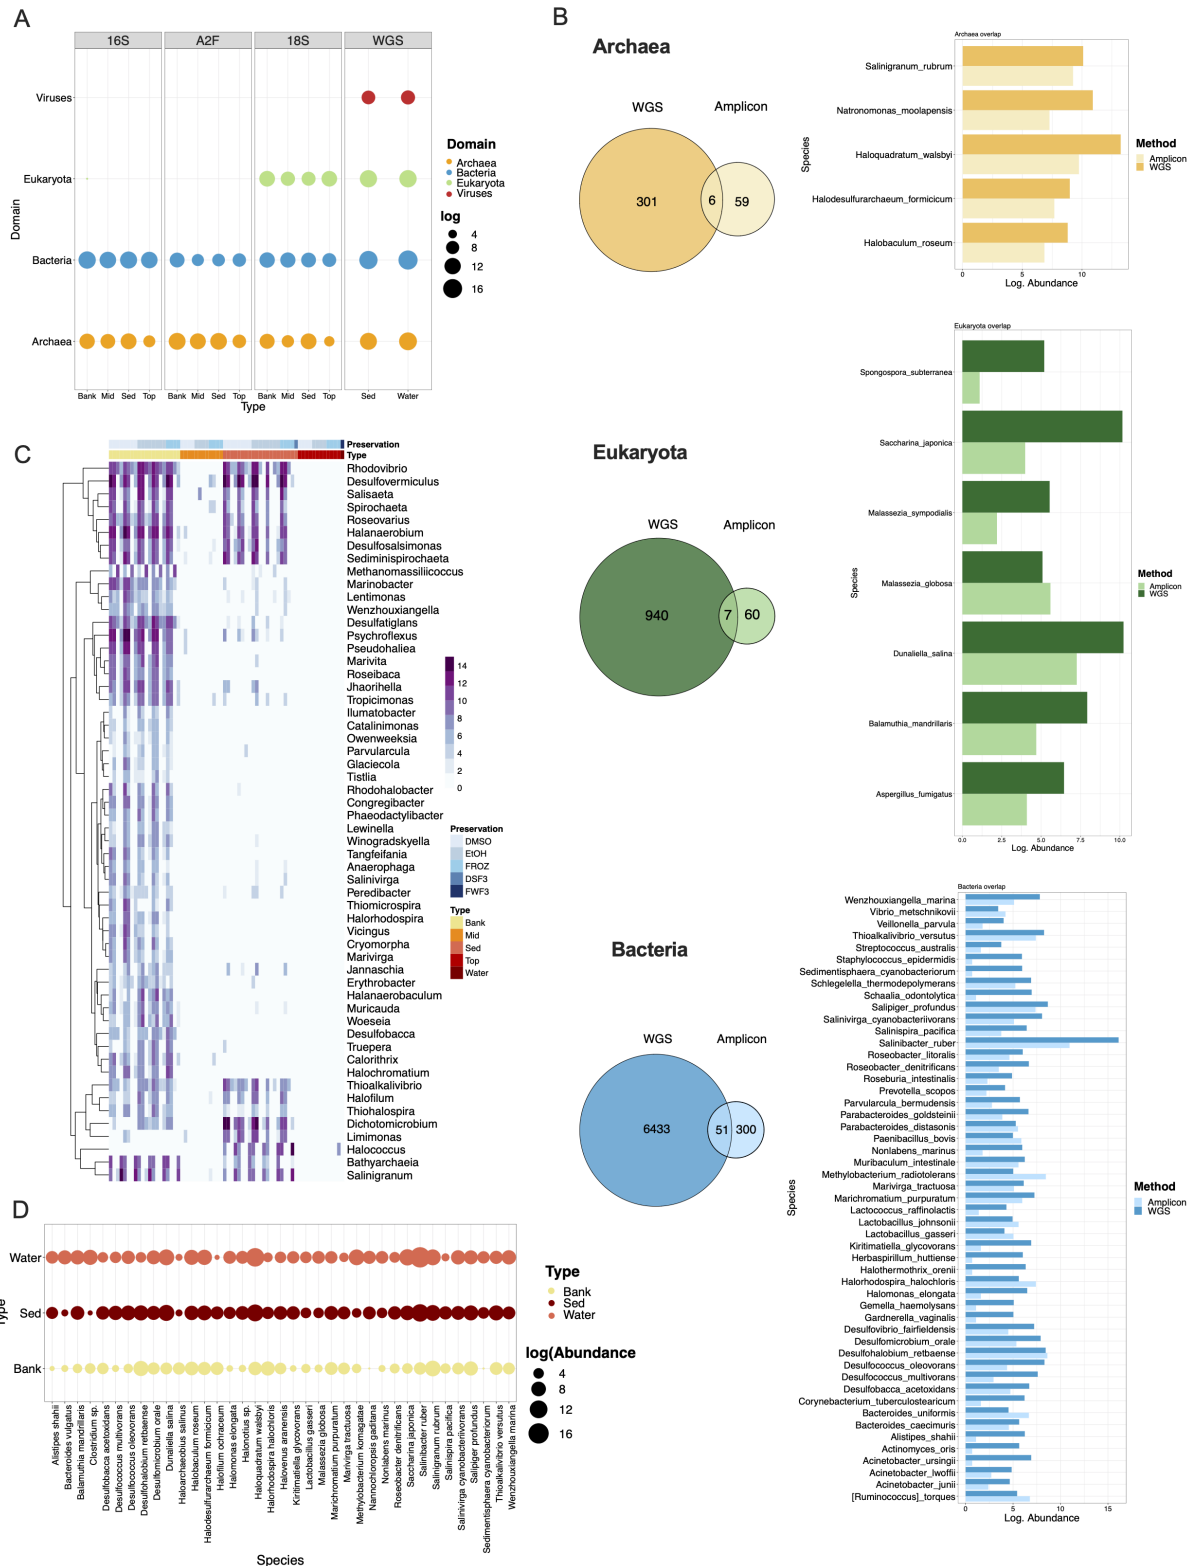 A
16S
A2F
18S
WGS
Viruses
Eukaryota
Bacteria
Archaea
Domain
Bank Mid Sed Top
Bank Mid Sed Top
Bank Mid Sed Top
Sed Water
Type
Domain
Archaea
Bacteria
Eukaryota
Viruses
log
4
8
12
16
B
Archaea
WGS
Amplicon
301
6
59
Archaea overlap
Salinigranum_rubrum
Natronomonas_moolapensis
Haloquadratum_walsbyi
Halodesulfurarchaeum_formicicum
Halobaculum_roseum
Species
0 5 10
Log. Abundance
Method
Amplicon
WGS
Eukaryota
WGS
Amplicon
940
7
60
Eukaryota overlap
Spongospora_subterranea
Saccharina_japonica
Malassezia_sympodialis
Malassezia_globosa
Dunaliella_salina
Balamuthia_mandrillaris
Aspergillus_fumigatus
Species
0.0 2.5 5.0 7.5 10.0
Log. Abundance
Method
Amplicon
WGS
Bacteria
WGS
Amplicon
6433
51
300
Bacteria overlap
Wenzhouxiangella_marina
Vibrio_metschnikovii
Veillonella_parvula
Thioalkalivibrio_versutus
Streptococcus_australis
Staphylococcus_epidermidis
Sedimentisphaera_cyanobacteriorum
Schlegelella_thermodepolymerans
Schaalia_odontolytica
Salipiger_profundus
Salinivirga_cyanobacteriivorans
Salinispira_pacifica
Salinibacter_ruber
Roseobacter_litoralis
Roseobacter_denitrificans
Roseburia_intestinalis
Prevotella_scopos
Parvularcula_bermudensis
Parabacteroides_goldsteinii
Parabacteroides_distasonis
Paenibacillus_bovis
Nonlabens_marinus
Muribaculum_intestinale
Methylobacterium_radiotolerans
Marivirga_tractuosa
Marichromatium_purpuratum
Lactococcus_raffinolactis
Lactobacillus_johnsonii
Lactobacillus_gasseri
Kiritimatiella_glycovorans
Herbaspirillum_huttiense
Halothermothrix_orenii
Halorhodospira_halochloris
Halomonas_elongata
Gemella_haemolysans
Gardnerella_vaginalis
Desulfovibrio_fairfieldensis
Desulfomicrobium_orale
Desulfohalobium_retbaense
Desulfococcus_oleovorans
Desulfococcus_multivorans
Desulfobacca_acetoxidans
Corynebacterium_tuberculostearicum
Bacteroides_uniformis
Bacteroides_caecimuris
Alistipes_shahii
Actinomyces_oris
Acinetobacter_ursingii
Acinetobacter_lwoffii
Acinetobacter_junii
[Ruminococcus]_torques
Species
0 5 10 15
Log. Abundance
Method
Amplicon
WGS
C
Preservation
Type
Rhodovibrio
Desulfovermiculus
Salisaeta
Spirochaeta
Roseovarius
Halanaerobium
Desulfosalsimonas
Sediminispirochaeta
Methanomassiliicoccus
Marinobacter
Lentimonas
Wenzhouxiangella
Desulfatiglans
Psychroflexus
Pseudohaliea
Marivita
Roseibaca
Jhaorihella
Tropicimonas
Ilumatobacter
Catalinimonas
Owenweeksia
Parvularcula
Glaciecola
Tistlia
Rhodohalobacter
Congregibacter
Phaeodactylibacter
Lewinella
Winogradskyella
Tangfeifania
Anaerophaga
Salinivirga
Peredibacter
Thiomicrospira
Halorhodospira
Vicingus
Cryomorpha
Marivirga
Jannaschia
Erythrobacter
Halanaerobaculum
Muricauda
Woeseia
Desulfobacca
Truepera
Calorithrix
Halochromatium
Thioalkalivibrio
Halofilum
Thiohalospira
Dichotomicrobium
Limimonas
Halococcus
Bathyarchaeia
Salinigranum
14
12
10
8
6
4
2
0
Preservation
DMSO
EtOH
FROZ
DSF3
FWF3
Type
Bank
Mid
Sed
Top
Water
D
Water
Sed
Bank
Type
Alistipes shahii
Bacteroides vulgatus
Balamuthia mandrillaris
Clostridium sp.
Desulfobacca acetoxidans
Desulfococcus multivorans
Desulfococcus oleovorans
Desulfohalobium retbaense
Desulfomicrobium orale
Dunaliella salina
Haloarchaeobius salinus
Halobaculum roseum
Halodesulfurarchaeum formicicum
Halofilum ochraceum
Halomonas elongata
Halonotius sp.
Haloquadratum walsbyi
Halorhodospira halochloris
Halovenus aranensis
Kiritimatiella glycovorans
Lactobacillus gasseri
Malassezia globosa
Marichromatium purpuratum
Marivirga tractuosa
Methylobacterium komagatae
Nannochloropsis gaditana
Nonlabens marinus
Roseobacter denitrificans
Saccharina japonica
Salinibacter ruber
Salinigranum rubrum
Salinispira pacifica
Salinivirga cyanobacteriivorans
Salipiger profundus
Sedimentisphaera cyanobacteriorum
Thioalkalivibrio versutus
Wenzhouxiangella marina
Species
Type
Bank
Sed
Water
log(Abundance
4
8
12
16